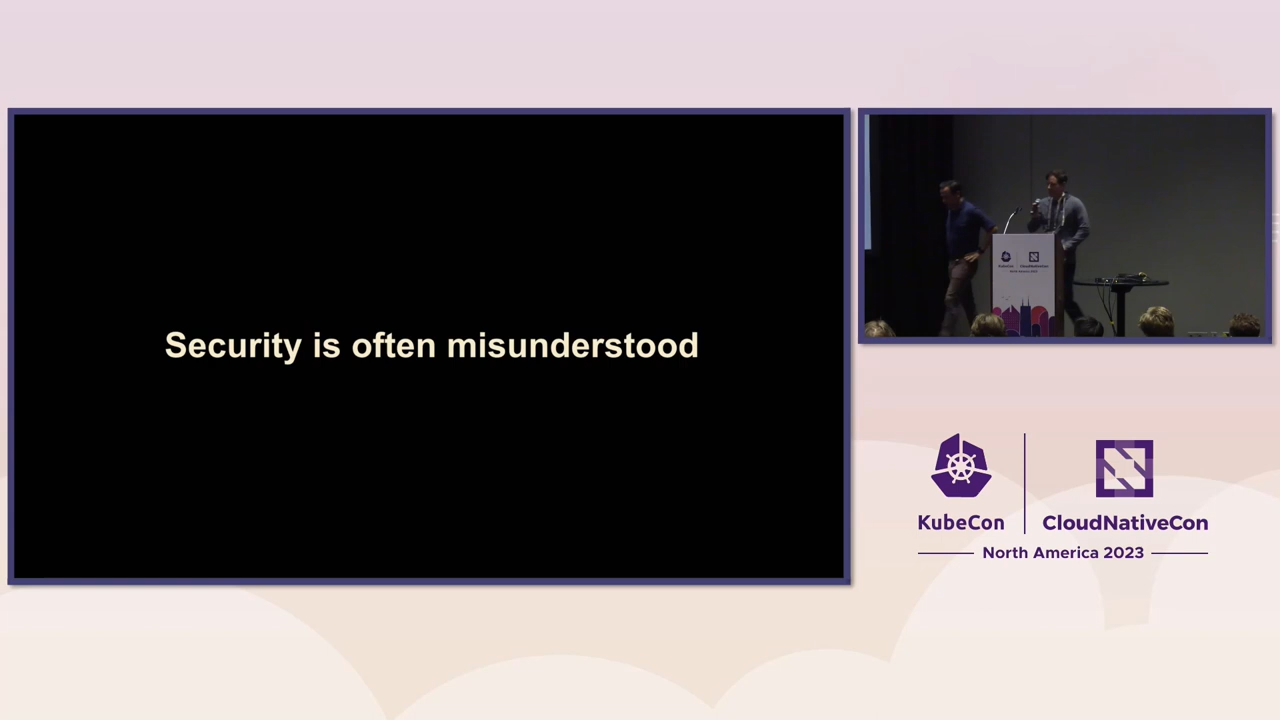 Security is often misunderstood
KubeCon
CloudNativeCon
North America 2023